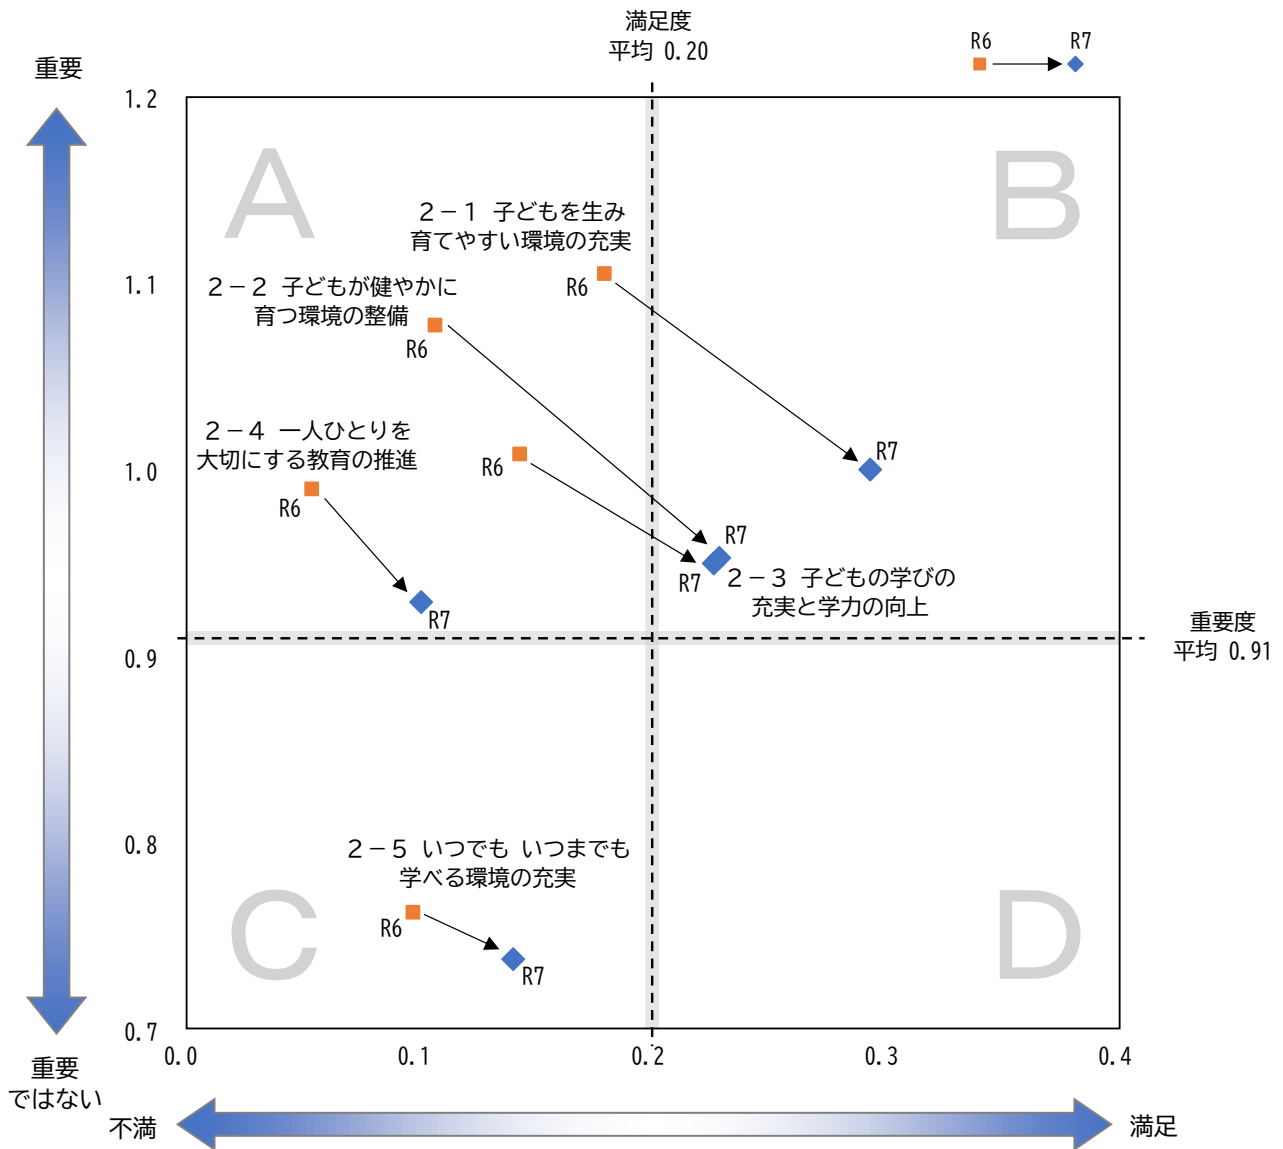 満足度
平均 0.20
R6
R7
重要
1.2
A
B
2－1 子どもを生み
育てやすい環境の充実
R6
1.1
2－2 子どもが健やかに
育つ環境の整備
R6
2－4 一人ひとりを
大切にする教育の推進
R6
R7
1.0
R6
R7
R7
2－3 子どもの学びの
充実と学力の向上
R7
重要度
平均 0.91
0.9
0.8
2－5 いつでも いつまでも
学べる環境の充実
R6
R7
C
D
0.7
0.0
0.1
0.2
0.3
0.4
重要
ではない
不満
満足